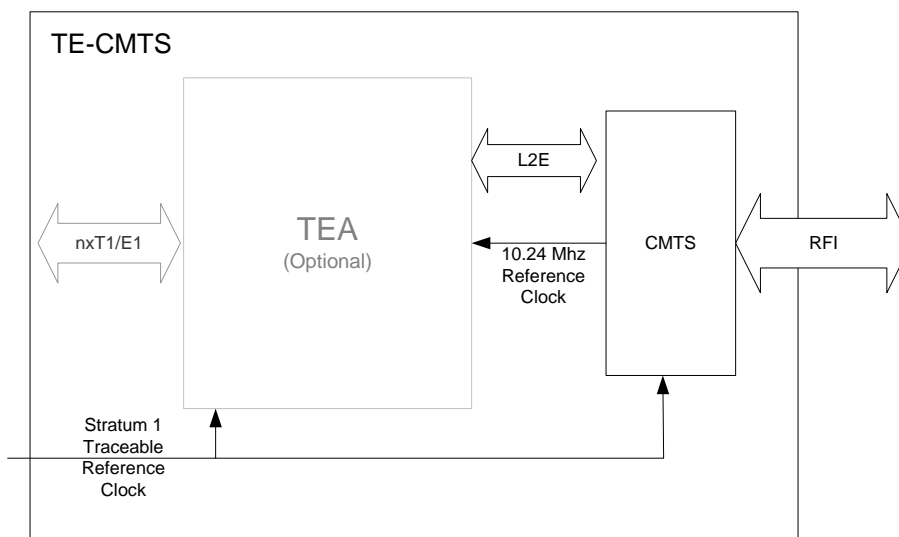 TE-CMTS
TEA
(Optional)
nxT1/E1
L2E
CMTS
RFI
10.24 Mhz
Reference
Clock
Stratum 1
Traceable
Reference
Clock